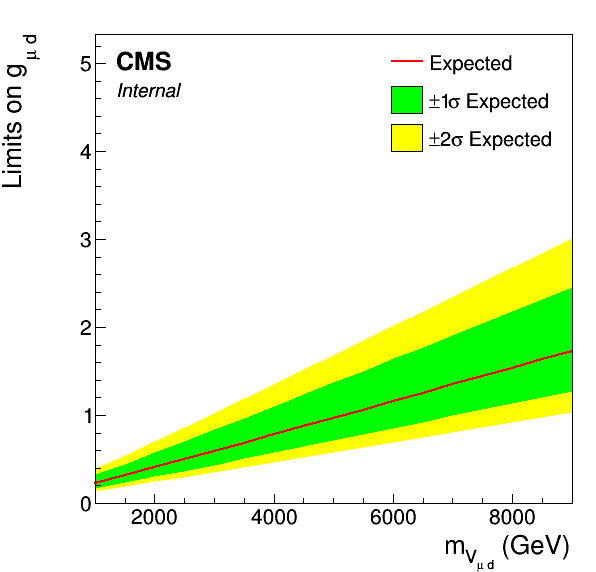 Limits on g_μ d
CMS
Internal
Expected
±1σ Expected
±2σ Expected
5
4
3
2
1
0
2000 4000 6000 8000
m_V_μ d (GeV)